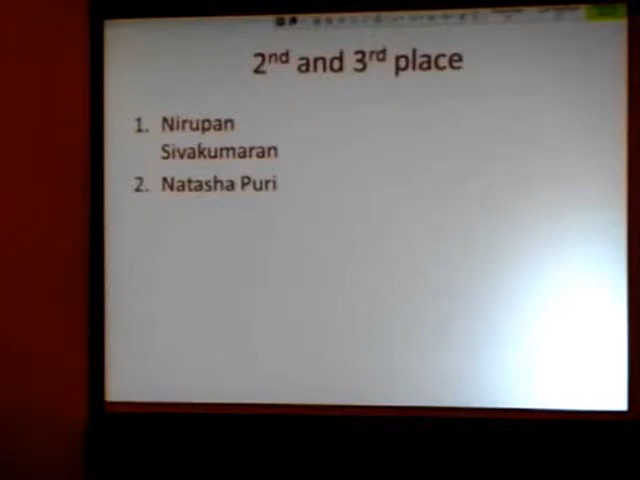 2nd and 3rd place
1. Nirupan
Sivakumaran
2. Natasha Puri